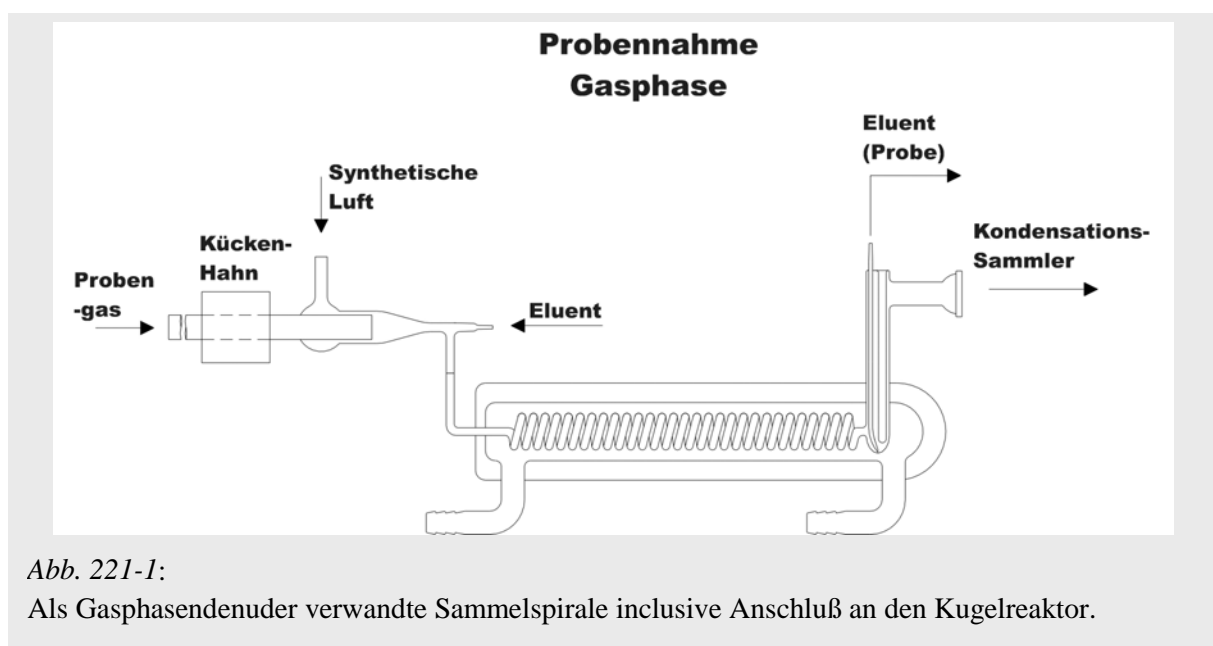 Probennahme
Gasphase
Eluent
(Probe)
Synthetische
Luft
Kondensations-
Sammler
Kücken-
Hahn
Proben
-gas
Eluent
Abb. 221-1:
Als Gasphasendenuder verwandte Sammelspirale inclusive Anschluß an den Kugelreaktor.